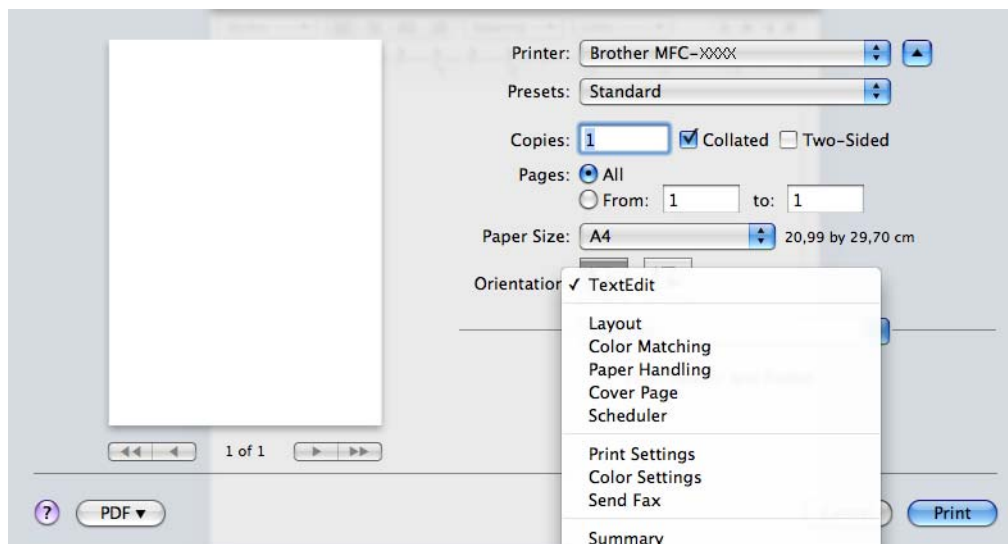 Printer: Brother MFC-XXXX
Presets: Standard
Copies: 1 Collated Two-Sided
Pages: All
From: 1 to: 1
Paper Size: A4 20,99 by 29,70 cm
Orientation
✓ TextEdit
Layout
Color Matching
Paper Handling
Cover Page
Scheduler
1 of 1
Print Settings
Color Settings
Send Fax
? PDF ▾ Print
Summary